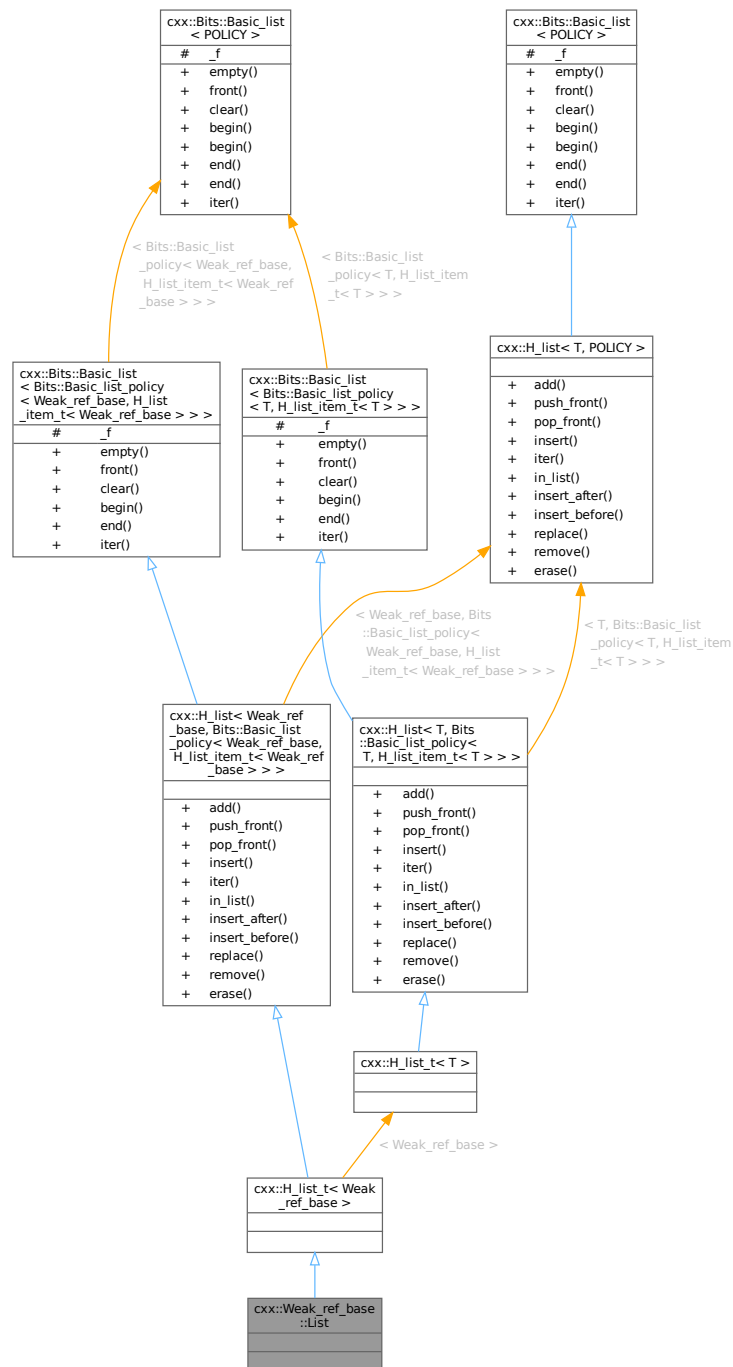 cxx::Bits::Basic_list
< POLICY >
# _f
+ empty()
+ front()
+ clear()
+ begin()
+ begin()
+ end()
+ end()
+ iter()
cxx::Bits::Basic_list
< POLICY >
# _f
+ empty()
+ front()
+ clear()
+ begin()
+ begin()
+ end()
+ end()
+ iter()
< Bits::Basic_list
_policy< Weak_ref_base,
H_list_item_t< Weak_ref
_base > > >
< Bits::Basic_list
_policy< T, H_list_item
_t< T > > >
cxx::Bits::Basic_list
< Bits::Basic_list_policy
< Weak_ref_base, H_list
_item_t< Weak_ref_base > > >
# _f
+ empty()
+ front()
+ clear()
+ begin()
+ end()
+ iter()
cxx::Bits::Basic_list
< Bits::Basic_list_policy
< T, H_list_item_t< T > > >
# _f
+ empty()
+ front()
+ clear()
+ begin()
+ end()
+ iter()
cxx::H_list< T, POLICY >
+ add()
+ push_front()
+ pop_front()
+ insert()
+ iter()
+ in_list()
+ insert_after()
+ insert_before()
+ replace()
+ remove()
+ erase()
< Weak_ref_base, Bits
::Basic_list_policy<
Weak_ref_base, H_list
_item_t< Weak_ref_base > > >
< T, Bits::Basic_list
_policy< T, H_list_item
_t< T > > >
cxx::H_list< Weak_ref
_base, Bits::Basic_list
_policy< Weak_ref_base,
H_list_item_t< Weak_ref
_base > > >
+ add()
+ push_front()
+ pop_front()
+ insert()
+ iter()
+ in_list()
+ insert_after()
+ insert_before()
+ replace()
+ remove()
+ erase()
cxx::H_list< T, Bits
::Basic_list_policy<
T, H_list_item_t< T > > >
+ add()
+ push_front()
+ pop_front()
+ insert()
+ iter()
+ in_list()
+ insert_after()
+ insert_before()
+ replace()
+ remove()
+ erase()
cxx::H_list_t< T >
< Weak_ref_base >
cxx::H_list_t< Weak
_ref_base >
cxx::Weak_ref_base
::List